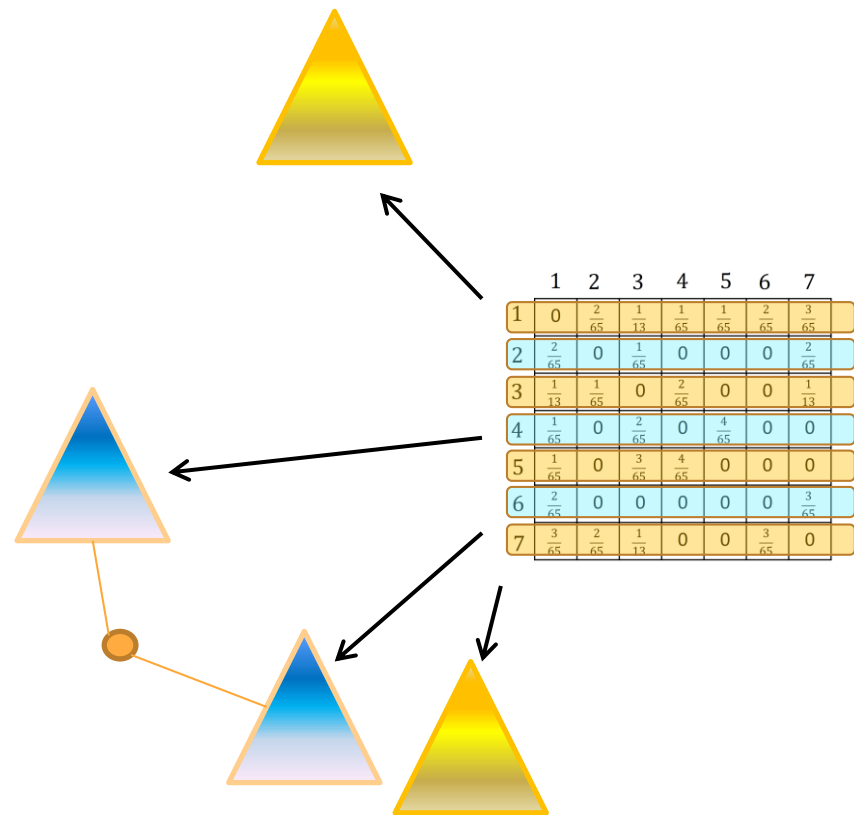 1 2 3 4 5 6 7
1 0 2/65 1/13 1/65 1/65 2/65 3/65
2 2/65 0 1/65 0 0 0 2/65
3 1/13 1/65 0 2/65 0 0 1/13
4 1/65 0 2/65 0 4/65 0 0
5 1/65 0 3/65 4/65 0 0 0
6 2/65 0 0 0 0 0 3/65
7 3/65 2/65 1/13 0 0 3/65 0